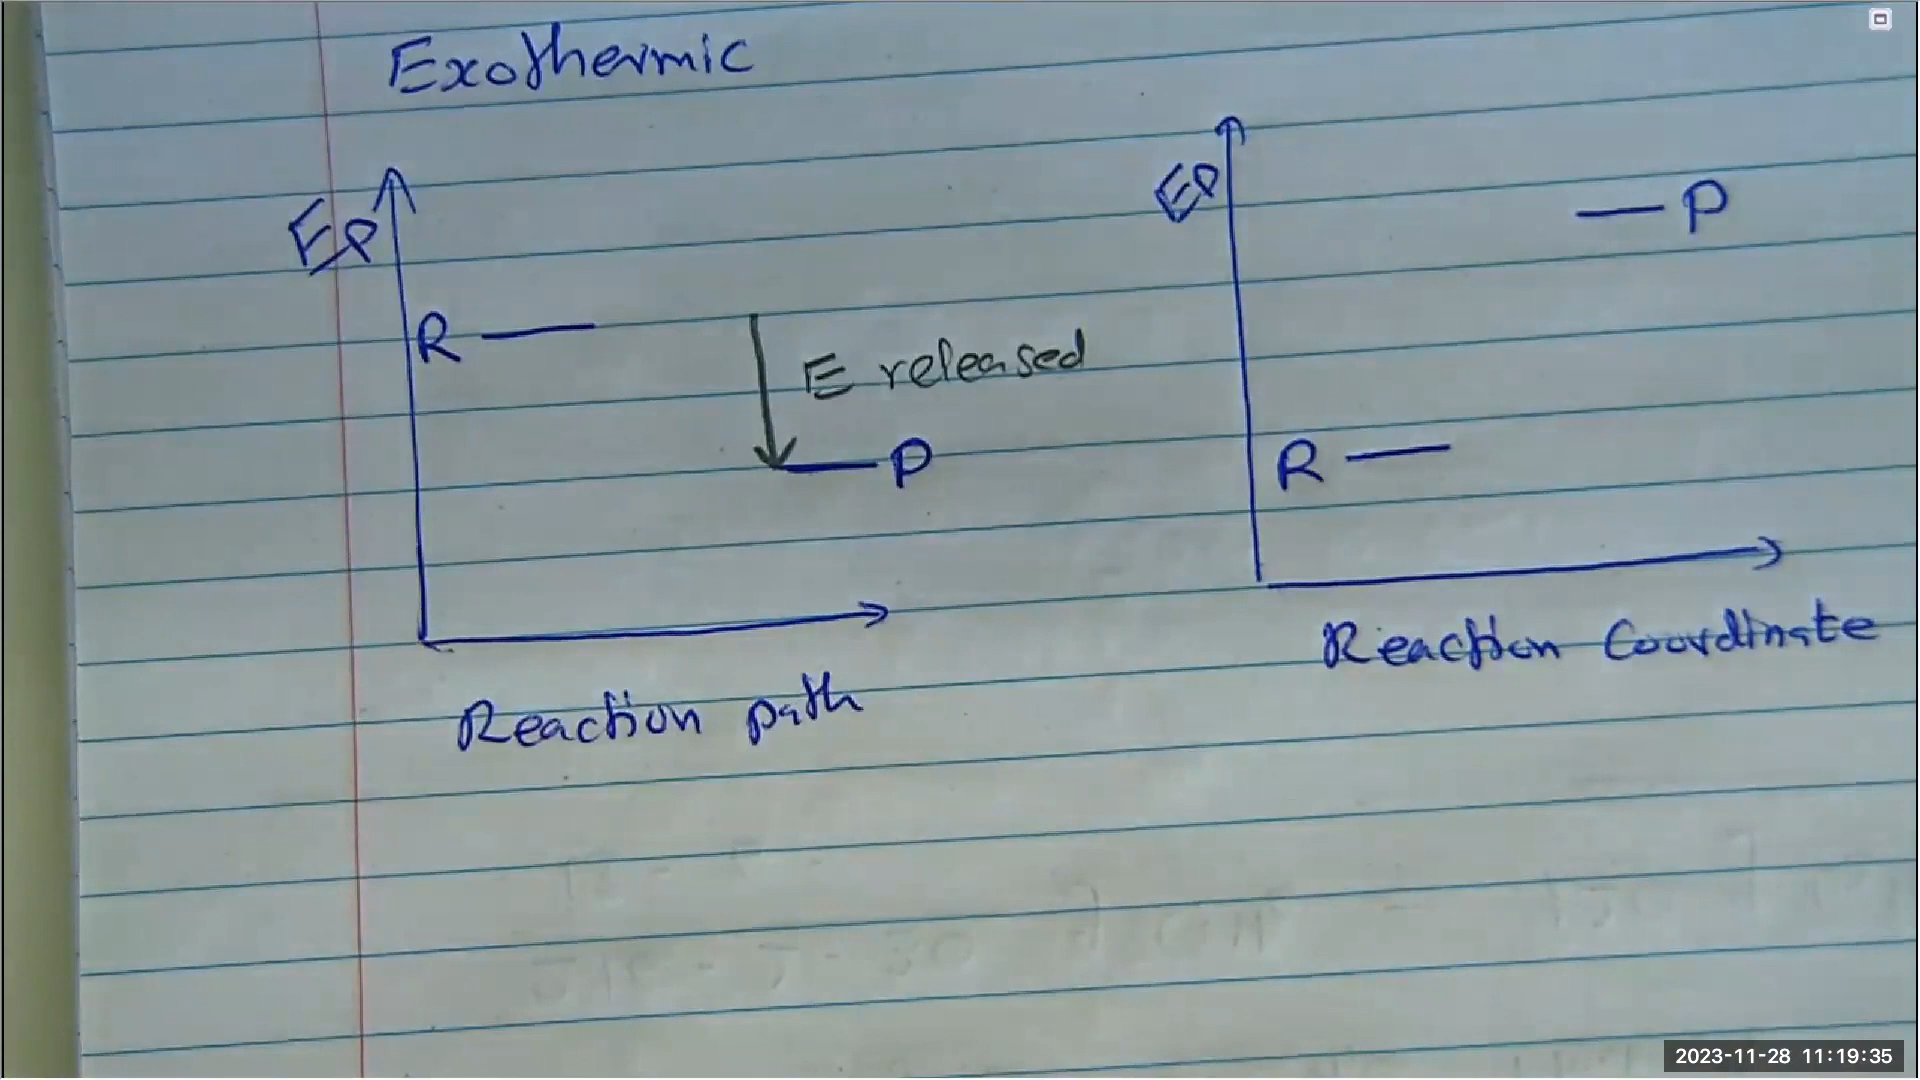 Exothermic
Ep
R
E released
P
Reaction path
Ep
P
R
Reaction Coordinate
2023-11-28 11:19:35